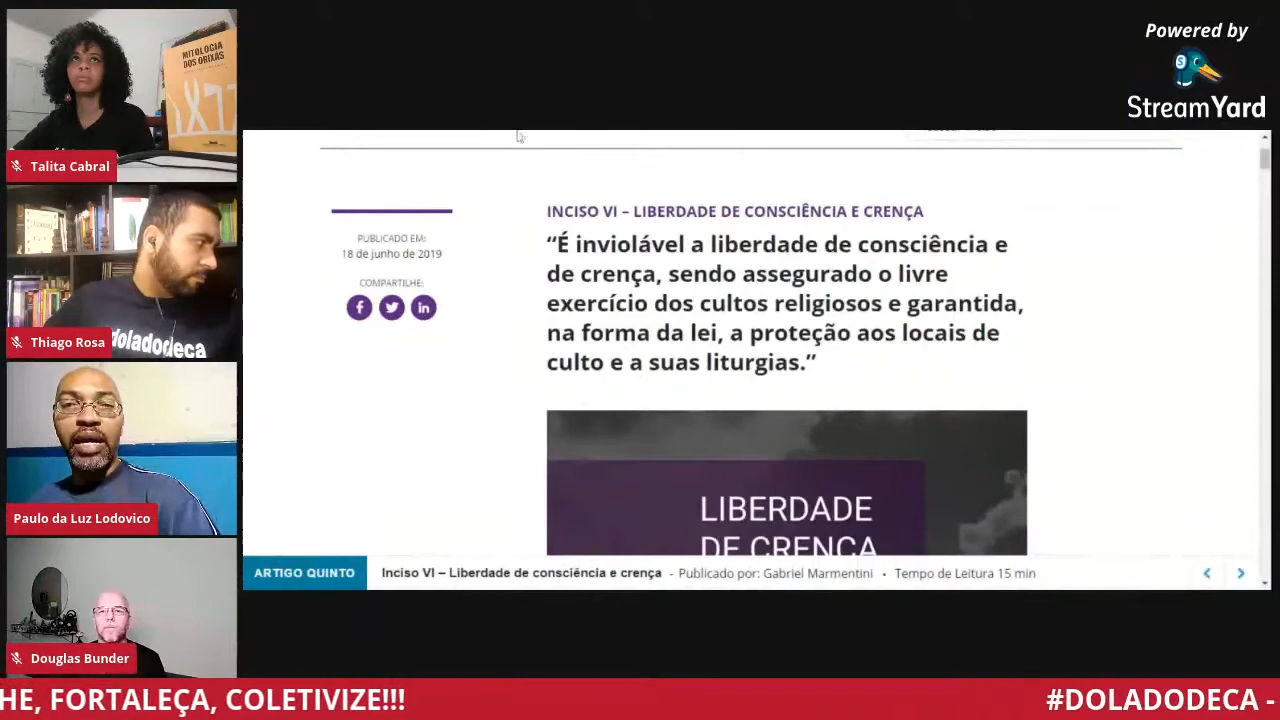 MITOLOGIA
DOS ORIXÁS
Talita Cabral
Thiago Rosa
doladodeca
Paulo da Luz Lodovico
Douglas Bunder
Powered by
StreamYard
PUBLICADO EM:
18 de junho de 2019
COMPARTILHE:
INCISO VI – LIBERDADE DE CONSCIÊNCIA E CRENÇA
“É inviolável a liberdade de consciência e
de crença, sendo assegurado o livre
exercício dos cultos religiosos e garantida,
na forma da lei, a proteção aos locais de
culto e a suas liturgias.”
LIBERDADE
DE CRENÇA
ARTIGO QUINTO
Inciso VI – Liberdade de consciência e crença - Publicado por: Gabriel Marmentini • Tempo de Leitura 15 min
HE, FORTALEÇA, COLETIVIZE!!! #DOLADODECA -